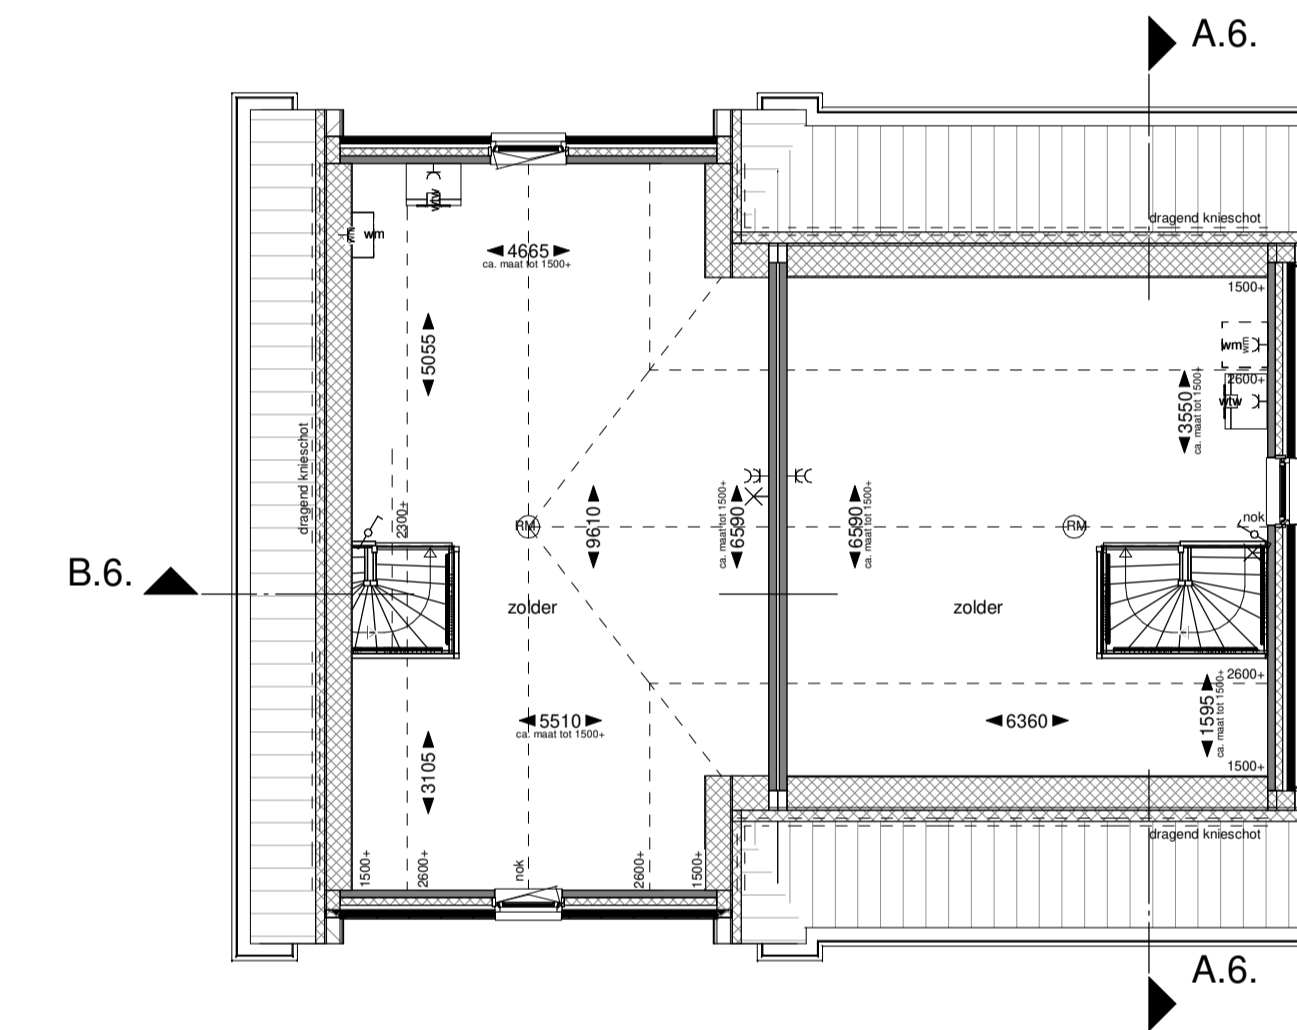 A.6.
dragend knieschot
wtw
wm
wm
4665
ca. maat tot 1500+
1500+
wm
wm
2600+
wtw
5055
3550
ca. maat tot 1500+
dragend knieschot
2300+
RM
9610
6590
ca. maat tot 1500+
6590
ca. maat tot 1500+
RM
nok
B.6.
zolder
zolder
2600+
5510
ca. maat tot 1500+
6360
1595
ca. maat tot 1500+
3105
1500+
dragend knieschot
1500+
2600+
nok
2600+
1500+
A.6.